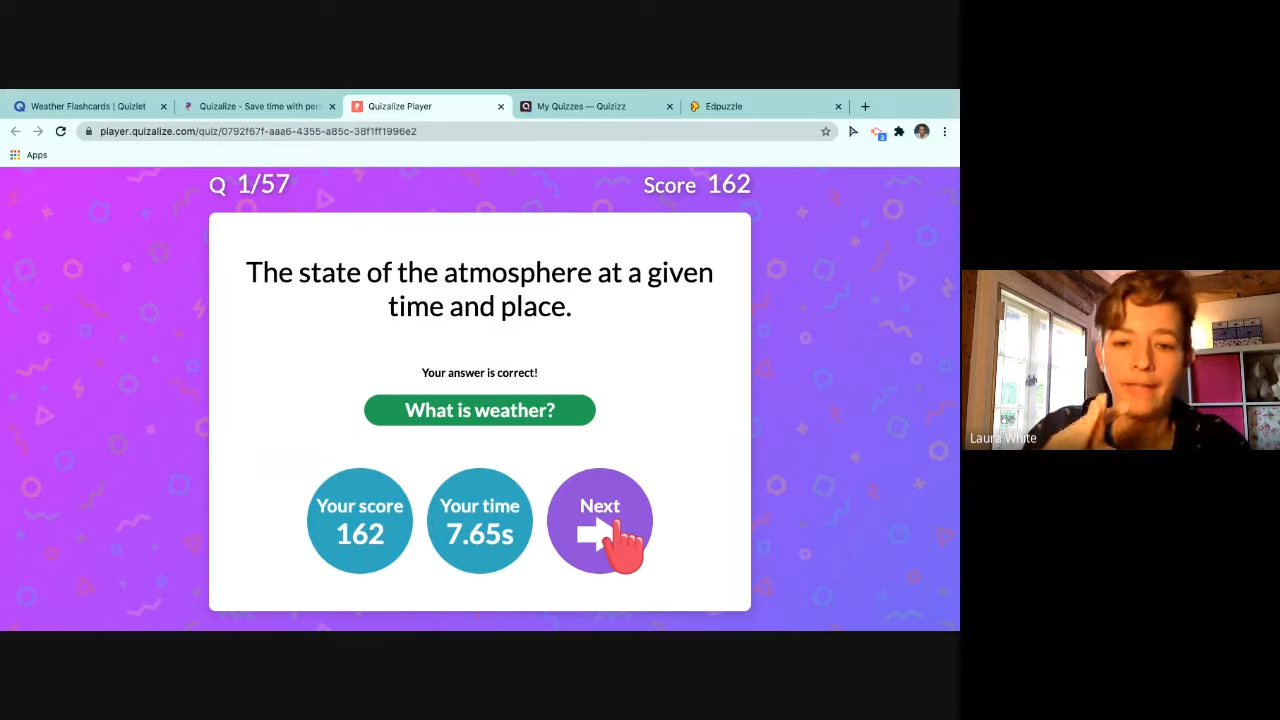 Weather Flashcards | Quizlet
Quizalize - Save time with pers
Quizalize Player
My Quizzes — Quizizz
Edpuzzle
player.quizalize.com/quiz/0792f67f-aaa6-4355-a85c-38f1ff1996e2
3
Apps
Q 1/57
Score 162
The state of the atmosphere at a given
time and place.
Your answer is correct!
What is weather?
Your score
162
Your time
7.65s
Next
Laura White